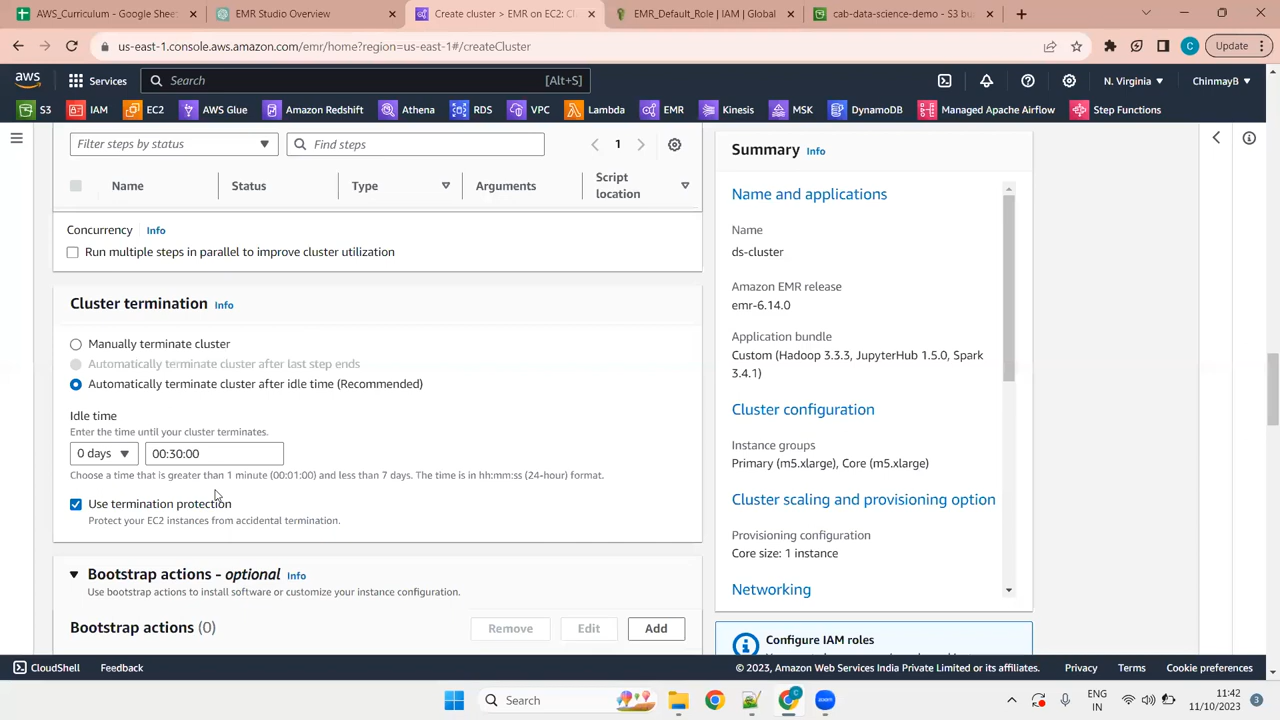 AWS_Curriculum - Google Sheet
EMR Studio Overview
Create cluster > EMR on EC2: Cl
EMR_Default_Role | IAM | Global
cab-data-science-demo - S3 bu
us-east-1.console.aws.amazon.com/emr/home?region=us-east-1#/createCluster
C
Update
aws
Services
Search
[Alt+S]
N. Virginia
ChinmayB
S3
IAM
EC2
AWS Glue
Amazon Redshift
Athena
RDS
VPC
Lambda
EMR
Kinesis
MSK
DynamoDB
Managed Apache Airflow
Step Functions
Filter steps by status
Find steps
1
Name
Status
Type
Arguments
Script
location
Concurrency Info
Run multiple steps in parallel to improve cluster utilization
Cluster termination Info
Manually terminate cluster
Automatically terminate cluster after last step ends
Automatically terminate cluster after idle time (Recommended)
Idle time
Enter the time until your cluster terminates.
0 days
00:30:00
Choose a time that is greater than 1 minute (00:01:00) and less than 7 days. The time is in hh:mm:ss (24-hour) format.
Use termination protection
Protect your EC2 instances from accidental termination.
Bootstrap actions - optional Info
Use bootstrap actions to install software or customize your instance configuration.
Bootstrap actions (0)
Remove
Edit
Add
Summary Info
Name and applications
Name
ds-cluster
Amazon EMR release
emr-6.14.0
Application bundle
Custom (Hadoop 3.3.3, JupyterHub 1.5.0, Spark
3.4.1)
Cluster configuration
Instance groups
Primary (m5.xlarge), Core (m5.xlarge)
Cluster scaling and provisioning option
Provisioning configuration
Core size: 1 instance
Networking
Configure IAM roles
CloudShell
Feedback
© 2023, Amazon Web Services India Private Limited or its affiliates.
Privacy
Terms
Cookie preferences
Search
C
zoom
ENG
IN
11:42
11/10/2023
3